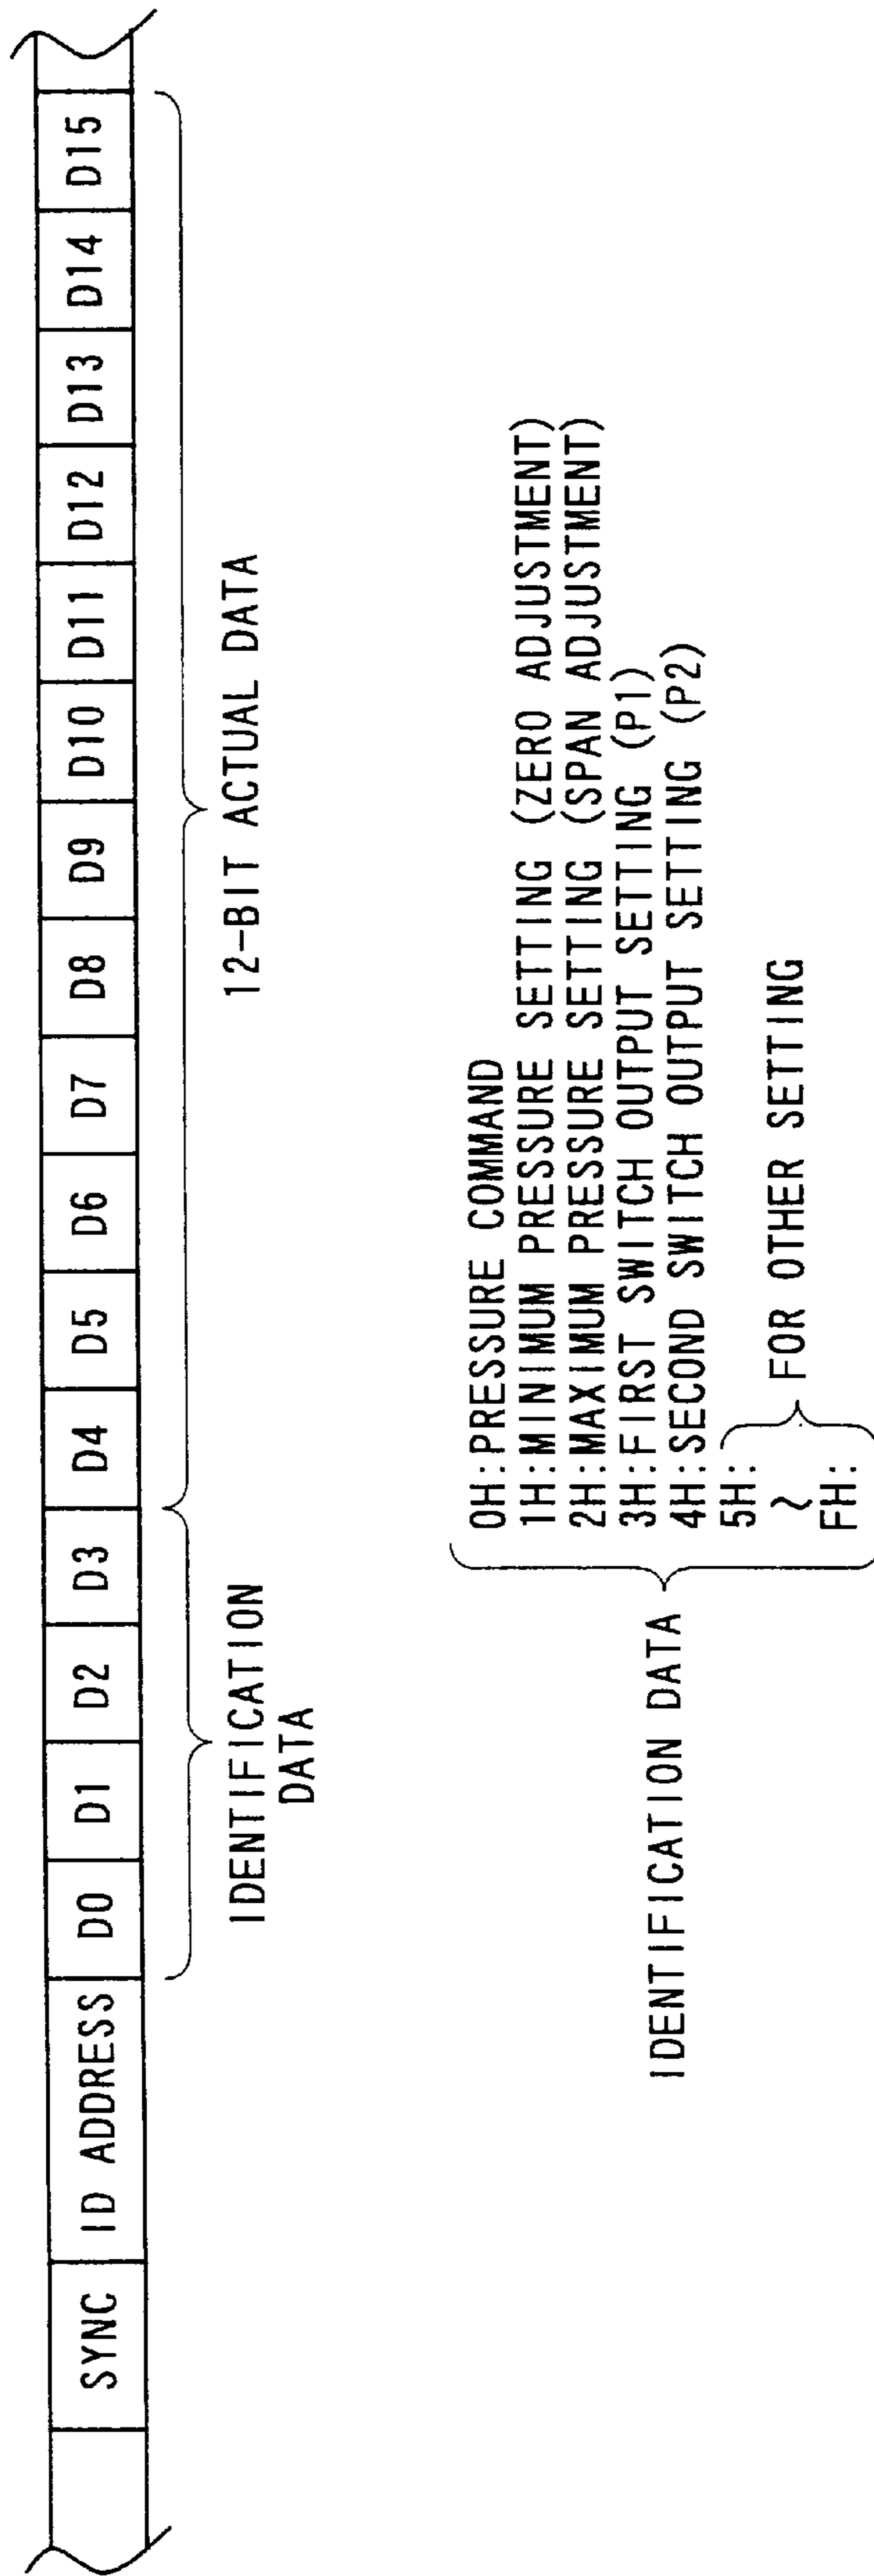 SYNC ID ADDRESS D0 D1 D2 D3 D4 D5 D6 D7 D8 D9 D10 D11 D12 D13 D14 D15
IDENTIFICATION
DATA
12-BIT ACTUAL DATA
IDENTIFICATION DATA
0H:PRESSURE COMMAND
1H:MINIMUM PRESSURE SETTING (ZERO ADJUSTMENT)
2H:MAXIMUM PRESSURE SETTING (SPAN ADJUSTMENT)
3H:FIRST SWITCH OUTPUT SETTING (P1)
4H:SECOND SWITCH OUTPUT SETTING (P2)
5H:
~ FOR OTHER SETTING
FH: